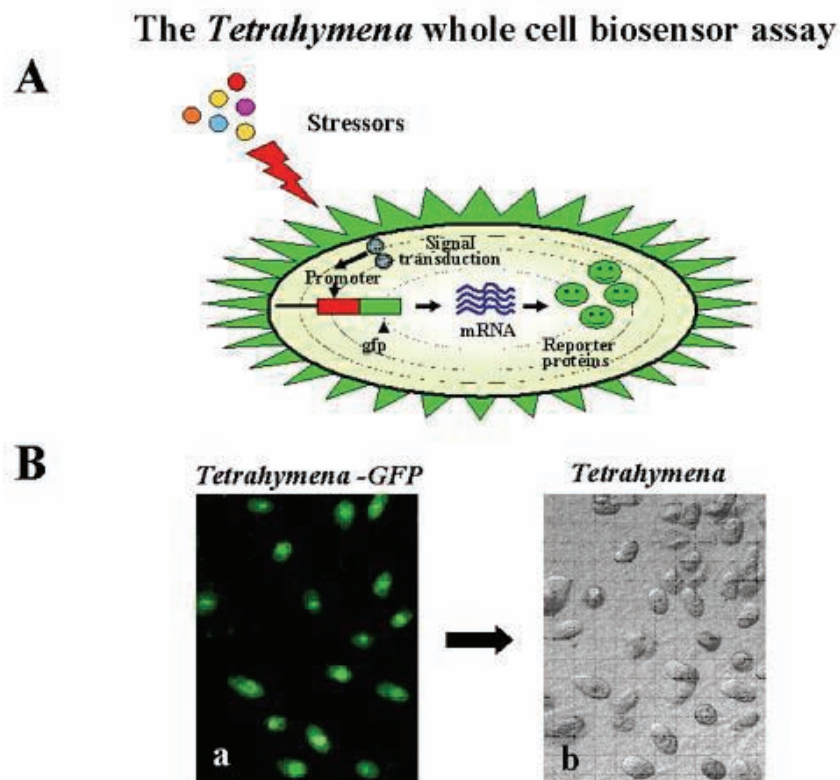 The Tetrahymena whole cell biosensor assay
A
Stressors
Signal
transduction
Promoter
gfp
mRNA
Reporter
proteins
B
Tetrahymena -GFP
Tetrahymena
a
b